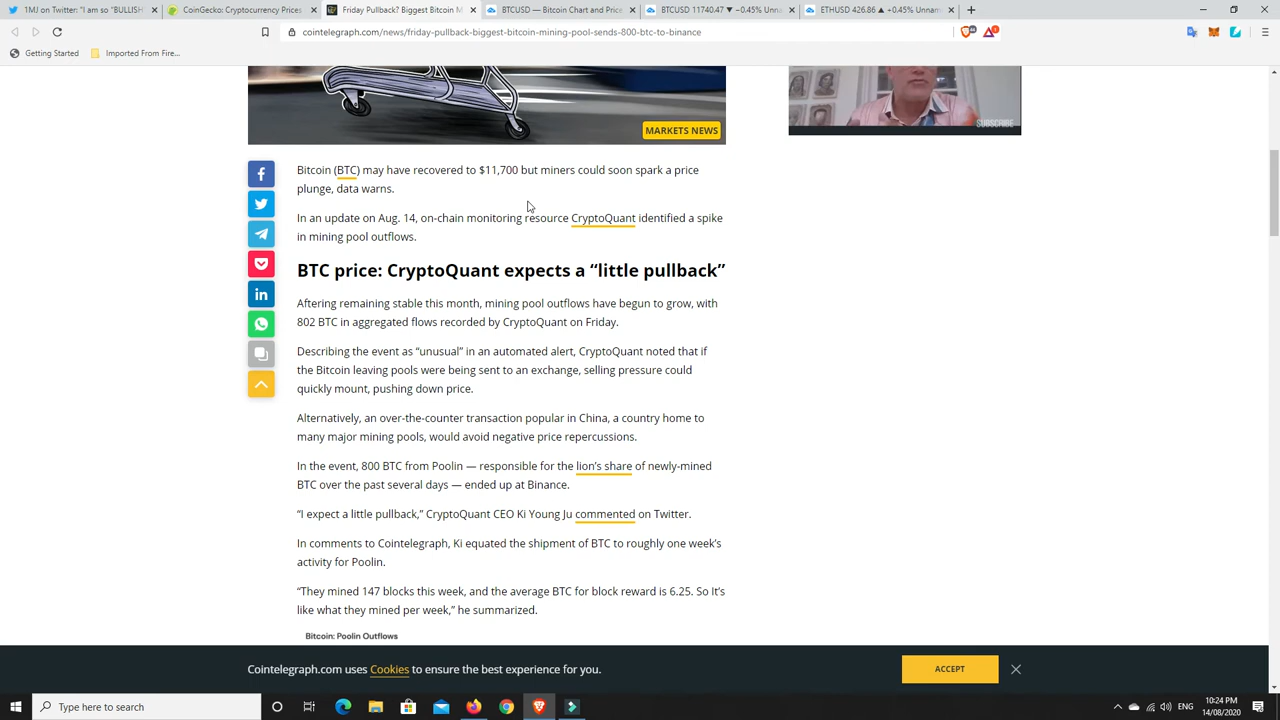 1MJ on Twitter: "I am so "BULLISH
CoinGecko: Cryptocurrency Prices
Friday Pullback? Biggest Bitcoin M
BTCUSD — Bitcoin Chart and Price
BTCUSD 11740.47 ▼ −0.45% Unna
ETHUSD 426.86 ▲ +0.45% Unnam
cointelegraph.com/news/friday-pullback-biggest-bitcoin-mining-pool-sends-800-btc-to-binance
Getting Started
Imported From Fire
MARKETS NEWS
SUBSCRIBE
Bitcoin (BTC) may have recovered to $11,700 but miners could soon spark a price
plunge, data warns.
In an update on Aug. 14, on-chain monitoring resource CryptoQuant identified a spike
in mining pool outflows.
BTC price: CryptoQuant expects a “little pullback”
Aftering remaining stable this month, mining pool outflows have begun to grow, with
802 BTC in aggregated flows recorded by CryptoQuant on Friday.
Describing the event as “unusual” in an automated alert, CryptoQuant noted that if
the Bitcoin leaving pools were being sent to an exchange, selling pressure could
quickly mount, pushing down price.
Alternatively, an over-the-counter transaction popular in China, a country home to
many major mining pools, would avoid negative price repercussions.
In the event, 800 BTC from Poolin — responsible for the lion’s share of newly-mined
BTC over the past several days — ended up at Binance.
“I expect a little pullback,” CryptoQuant CEO Ki Young Ju commented on Twitter.
In comments to Cointelegraph, Ki equated the shipment of BTC to roughly one week’s
activity for Poolin.
“They mined 147 blocks this week, and the average BTC for block reward is 6.25. So It’s
like what they mined per week,” he summarized.
Bitcoin: Poolin Outflows
Cointelegraph.com uses Cookies to ensure the best experience for you.
ACCEPT
Type here to search
ENG
10:24 PM
14/08/2020